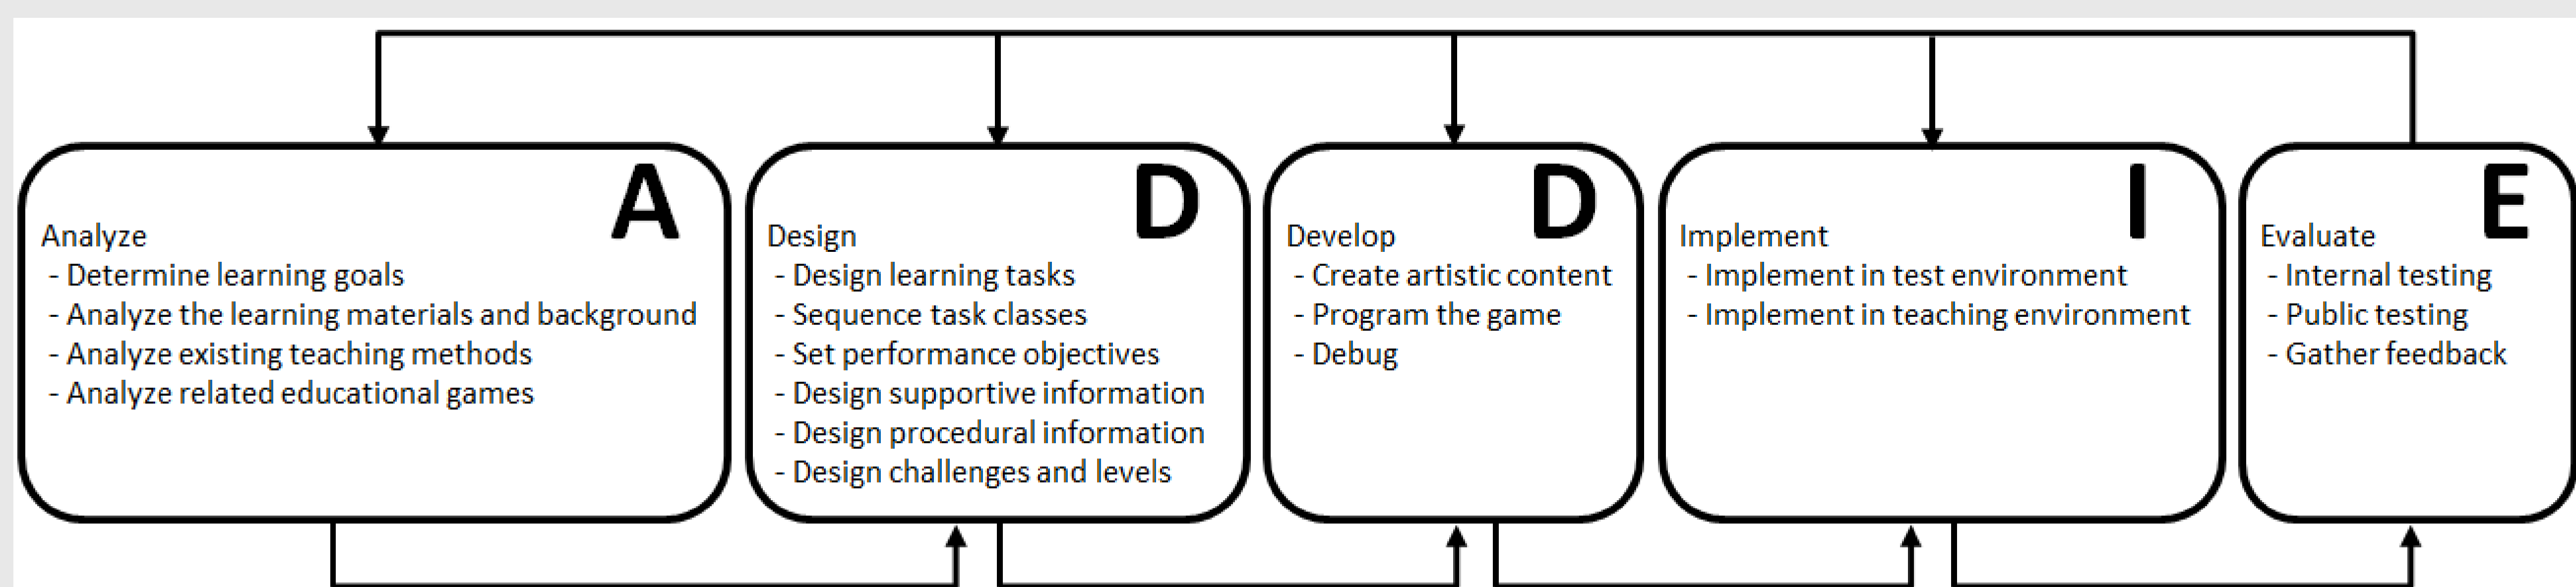 A
Analyze
- Determine learning goals
- Analyze the learning materials and background
- Analyze existing teaching methods
- Analyze related educational games
D
Design
- Design learning tasks
- Sequence task classes
- Set performance objectives
- Design supportive information
- Design procedural information
- Design challenges and levels
D
Develop
- Create artistic content
- Program the game
- Debug
I
Implement
- Implement in test environment
- Implement in teaching environment
E
Evaluate
- Internal testing
- Public testing
- Gather feedback